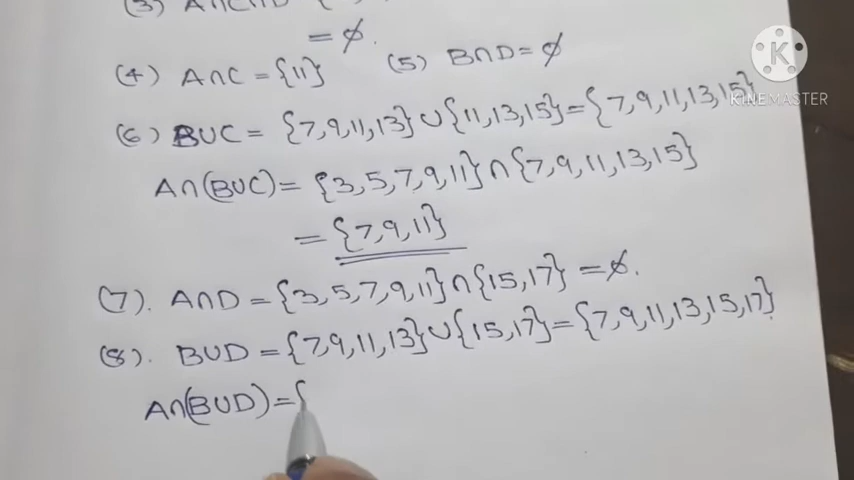 (3) A∩C∩D {
= ∅.
(4) A∩C = {11} (5) B∩D = ∅
KINEMASTER
(6) B∪C = {7,9,11,13} ∪ {11,13,15} = {7,9,11,13,15}
A∩(B∪C) = {3,5,7,9,11} ∩ {7,9,11,13,15}
= {7,9,11}
(7). A∩D = {3,5,7,9,11} ∩ {15,17} = ∅.
(8). B∪D = {7,9,11,13} ∪ {15,17} = {7,9,11,13,15,17}.
A∩(B∪D) = {